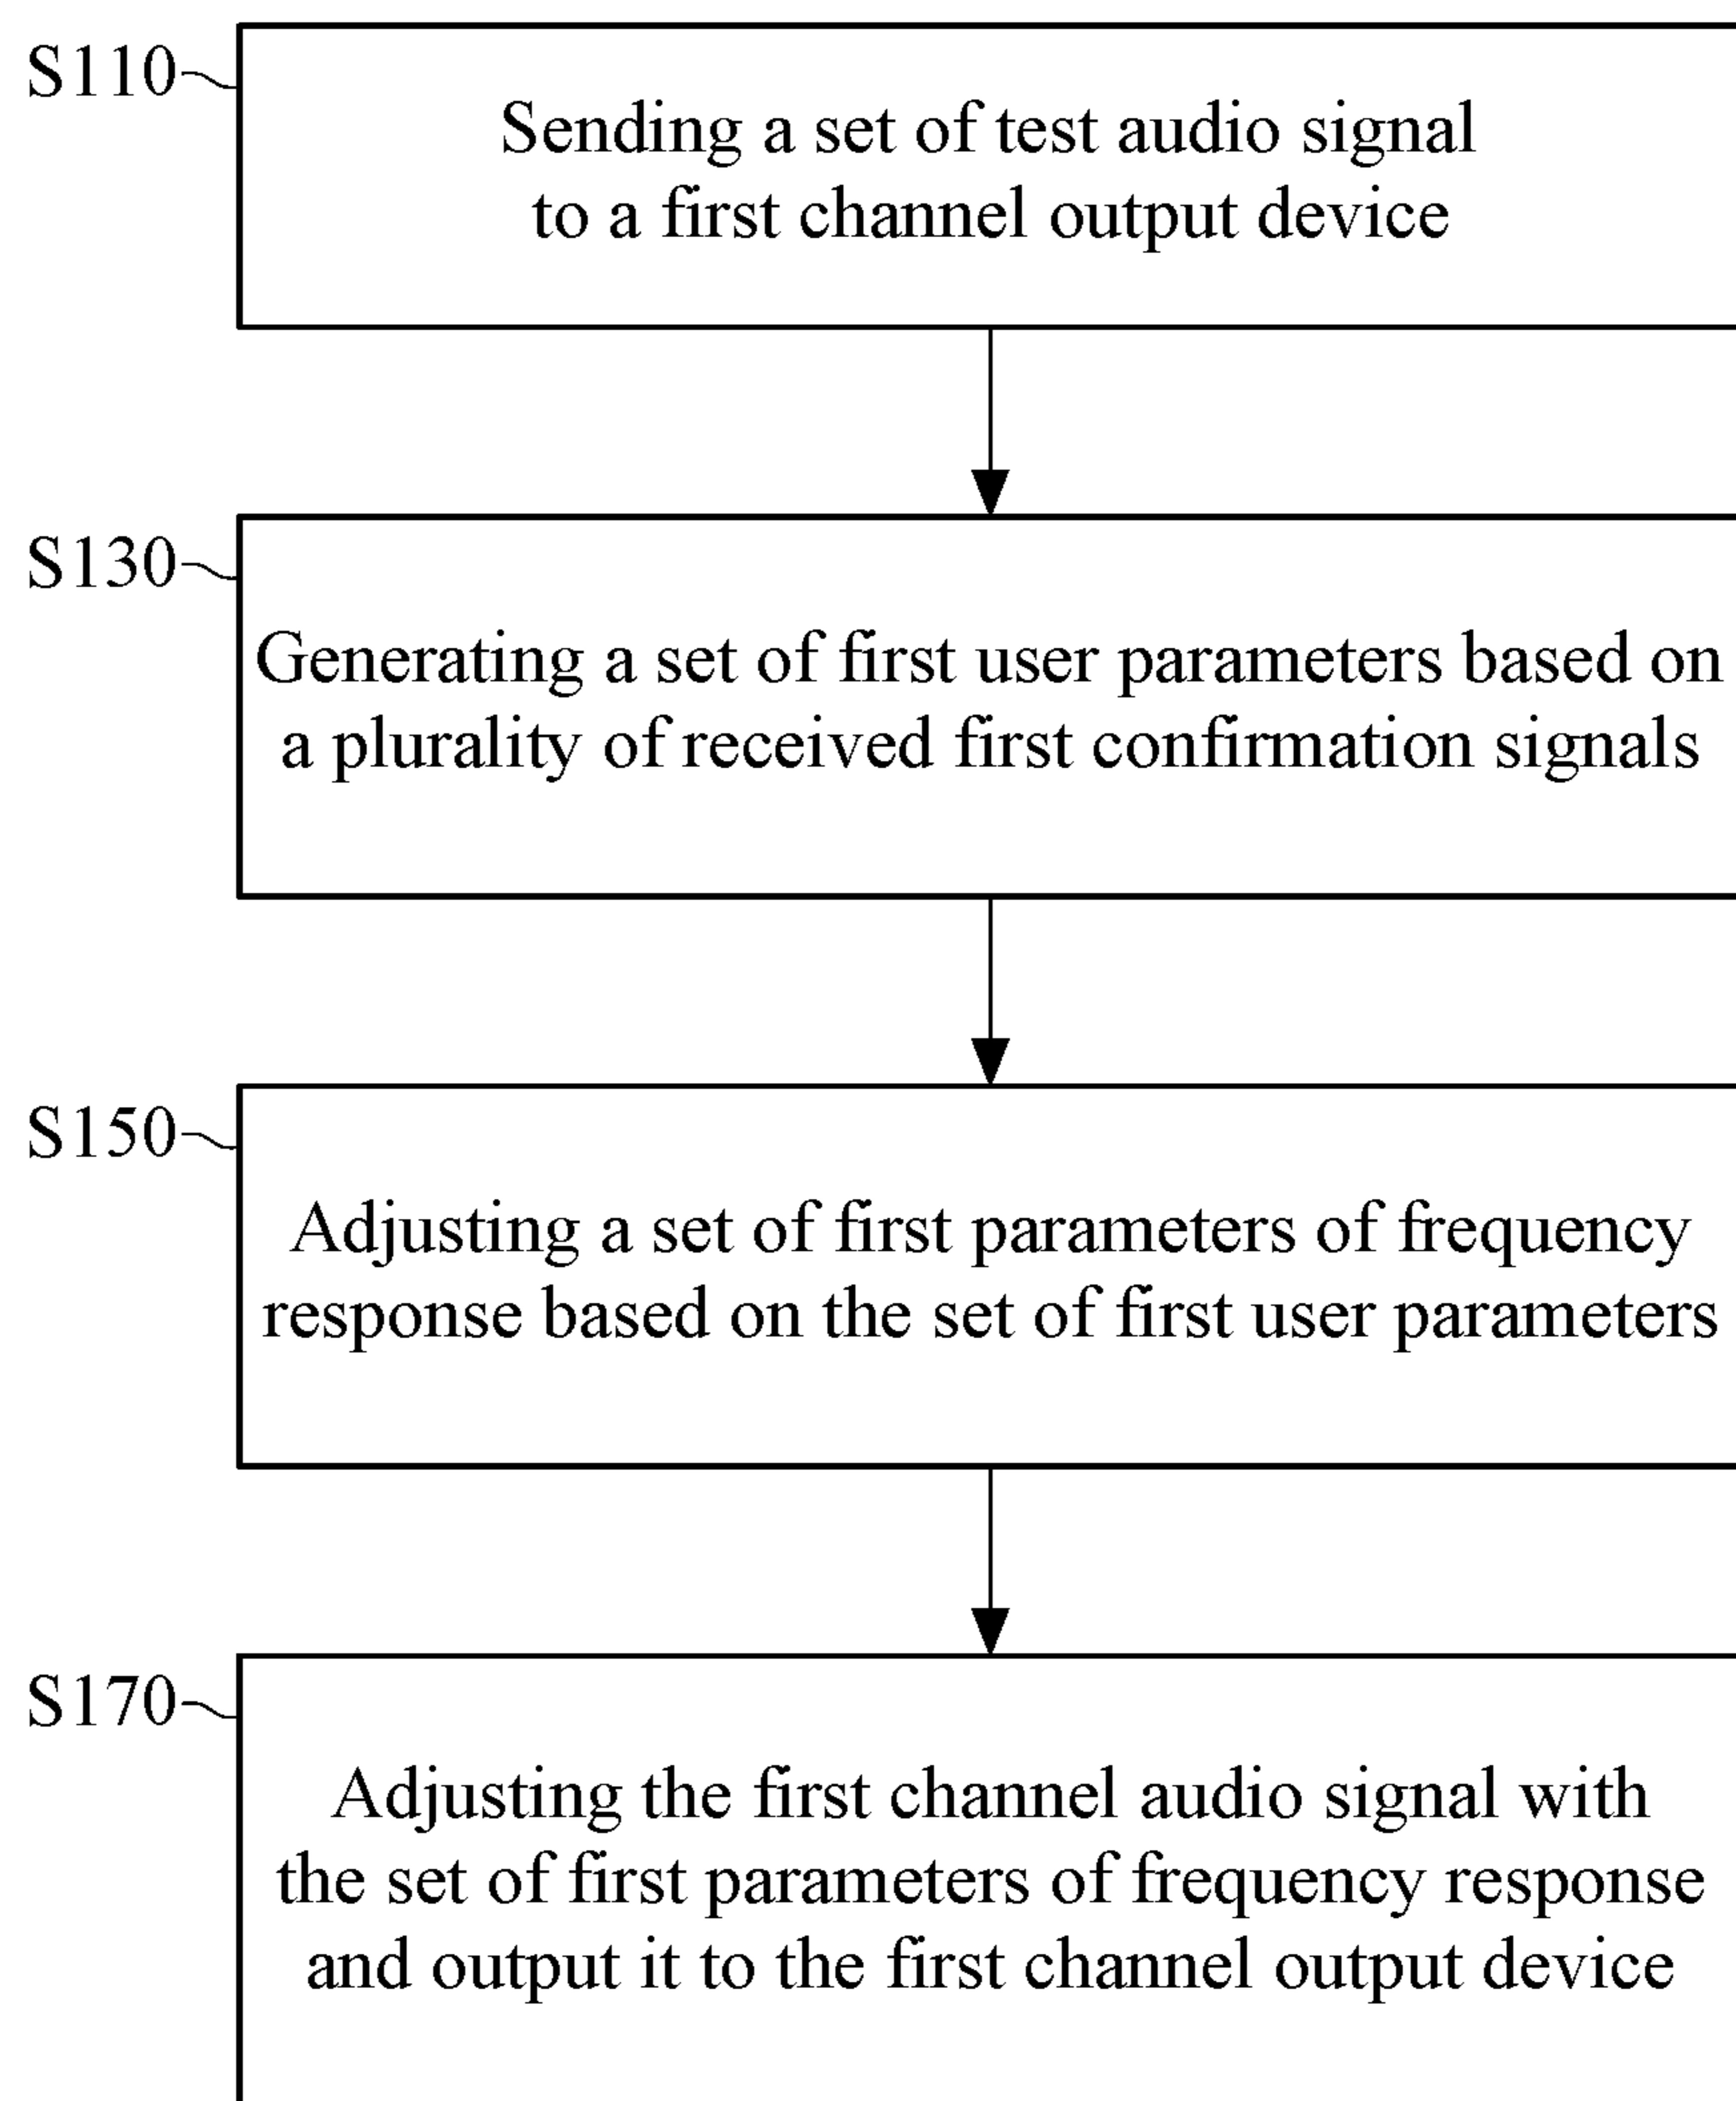 S110
Sending a set of test audio signal
to a first channel output device
S130
Generating a set of first user parameters based on
a plurality of received first confirmation signals
S150
Adjusting a set of first parameters of frequency
response based on the set of first user parameters
S170
Adjusting the first channel audio signal with
the set of first parameters of frequency response
and output it to the first channel output device